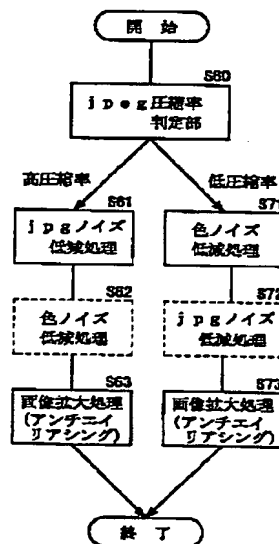 開 始
S60
jpeg圧縮率
判定部
高圧縮率
低圧縮率
S61
jpgノイズ
低減処理
S71
色ノイズ
低減処理
S62
色ノイズ
低減処理
S72
jpgノイズ
低減処理
S63
画像拡大処理
(アンチエイ
リアシング)
S73
画像拡大処理
(アンチエイ
リアシング)
終 了